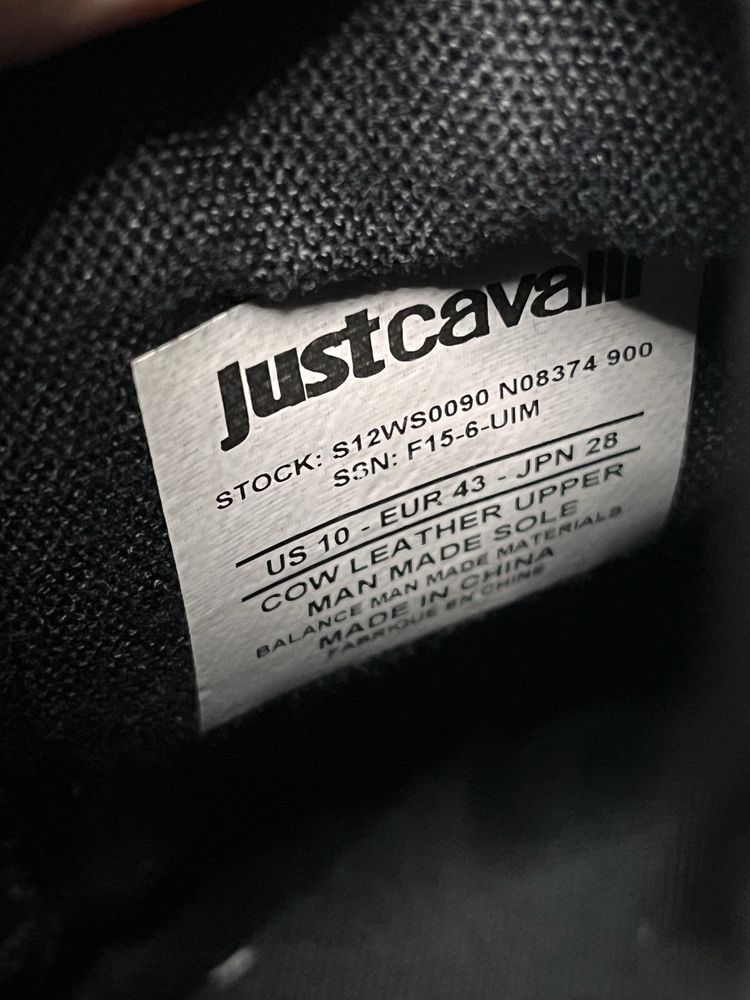 Justcavalli
STOCK: S12WS0090 N08374 900
SSN: F15-6-UIM
US 10 - EUR 43 - JPN 28
COW LEATHER UPPER
MAN MADE SOLE
BALANCE MAN MADE MATERIALS
MADE IN CHINA
FABRIQUE EN CHINE